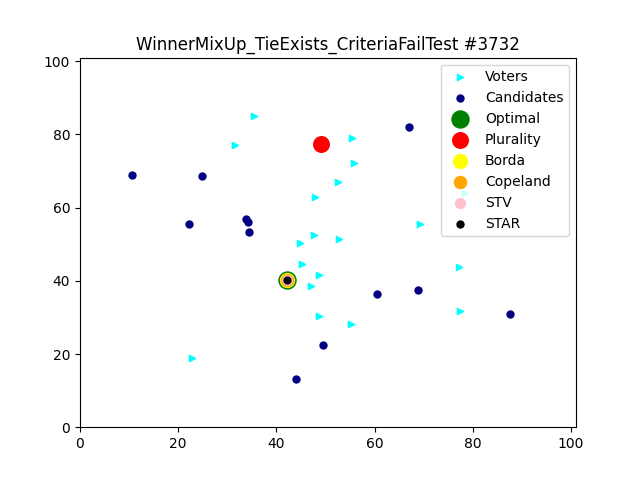 WinnerMixUp_TieExists_CriteriaFailTest #3732
100
80
60
40
20
0
0
20
40
60
80
100
Voters
Candidates
Optimal
Plurality
Borda
Copeland
STV
STAR